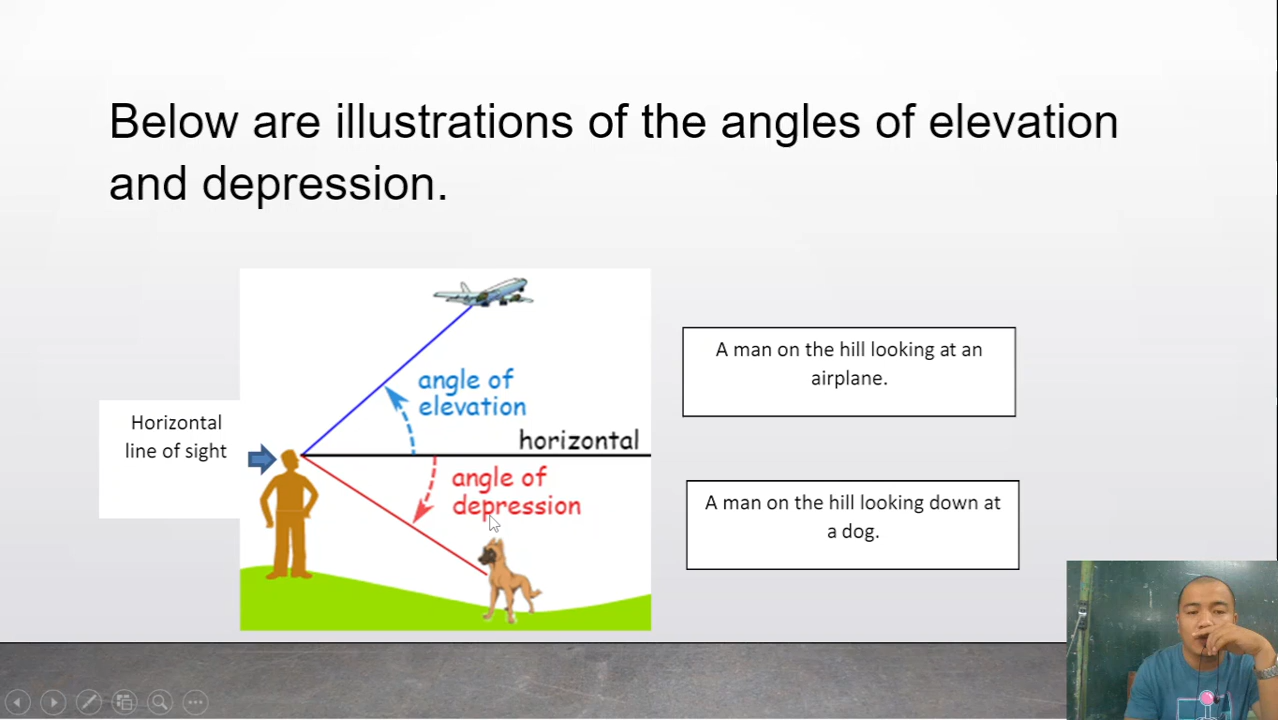 Below are illustrations of the angles of elevation
and depression.
angle of
elevation
horizontal
angle of
depression
Horizontal
line of sight
A man on the hill looking at an
airplane.
A man on the hill looking down at
a dog.